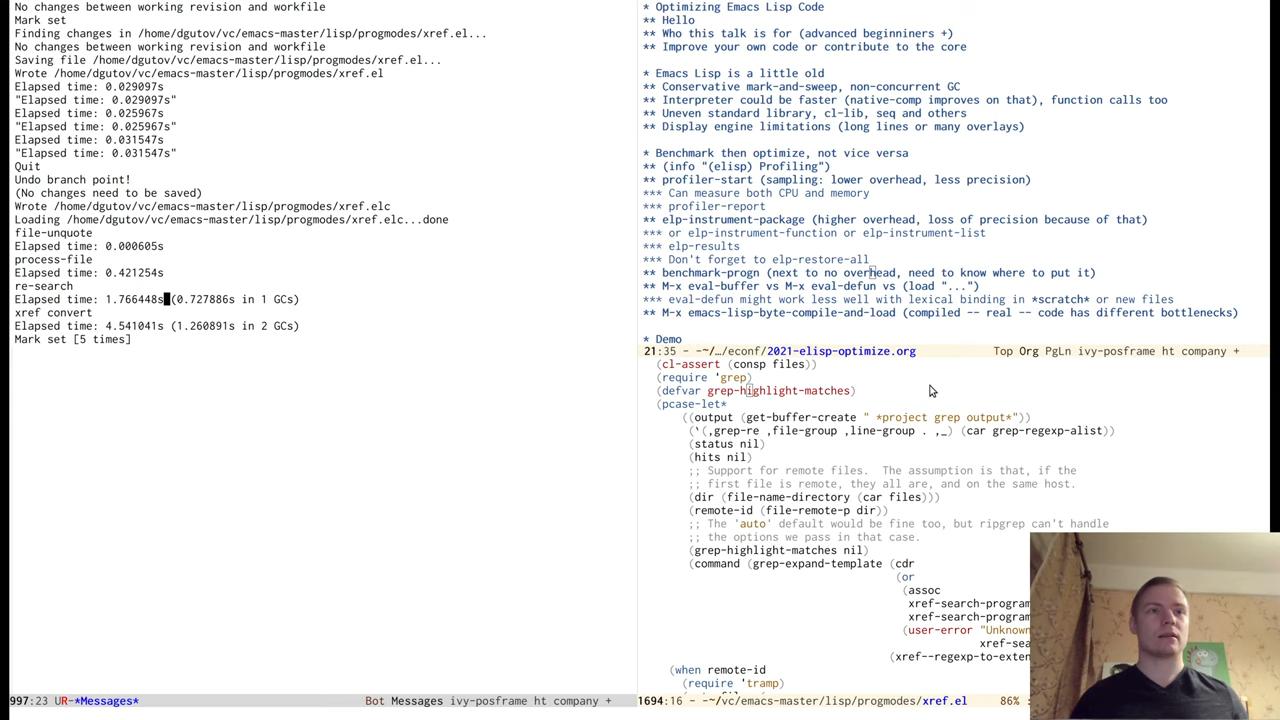 No changes between working revision and workfile
Mark set
Finding changes in /home/dgutov/vc/emacs-master/lisp/progmodes/xref.el...
No changes between working revision and workfile
Saving file /home/dgutov/vc/emacs-master/lisp/progmodes/xref.el...
Wrote /home/dgutov/vc/emacs-master/lisp/progmodes/xref.el
Elapsed time: 0.029097s
"Elapsed time: 0.029097s"
Elapsed time: 0.025967s
"Elapsed time: 0.025967s"
Elapsed time: 0.031547s
"Elapsed time: 0.031547s"
Quit
Undo branch point!
(No changes need to be saved)
Wrote /home/dgutov/vc/emacs-master/lisp/progmodes/xref.elc
Loading /home/dgutov/vc/emacs-master/lisp/progmodes/xref.elc...done
file-unquote
Elapsed time: 0.000605s
process-file
Elapsed time: 0.421254s
re-search
Elapsed time: 1.766448s (0.727886s in 1 GCs)
xref convert
Elapsed time: 4.541041s (1.260891s in 2 GCs)
Mark set [5 times]
997:23 UR-*Messages* Bot Messages ivy-posframe ht company +
* Optimizing Emacs Lisp Code
** Hello
** Who this talk is for (advanced beginniners +)
** Improve your own code or contribute to the core
* Emacs Lisp is a little old
** Conservative mark-and-sweep, non-concurrent GC
** Interpreter could be faster (native-comp improves on that), function calls too
** Uneven standard library, cl-lib, seq and others
** Display engine limitations (long lines or many overlays)
* Benchmark then optimize, not vice versa
** (info "(elisp) Profiling")
** profiler-start (sampling: lower overhead, less precision)
*** Can measure both CPU and memory
*** profiler-report
** elp-instrument-package (higher overhead, loss of precision because of that)
*** or elp-instrument-function or elp-instrument-list
*** elp-results
*** Don't forget to elp-restore-all
** benchmark-progn (next to no overhead, need to know where to put it)
** M-x eval-buffer vs M-x eval-defun vs (load "...")
*** eval-defun might work less well with lexical binding in *scratch* or new files
** M-x emacs-lisp-byte-compile-and-load (compiled -- real -- code has different bottlenecks)
* Demo
21:35 - -~/…/econf/2021-elisp-optimize.org Top Org PgLn ivy-posframe ht company +
(cl-assert (consp files))
(require 'grep)
(defvar grep-highlight-matches)
(pcase-let*
((output (get-buffer-create " *project grep output*"))
(`(,grep-re ,file-group ,line-group . ,_) (car grep-regexp-alist))
(status nil)
(hits nil)
;; Support for remote files.  The assumption is that, if the
;; first file is remote, they all are, and on the same host.
(dir (file-name-directory (car files)))
(remote-id (file-remote-p dir))
;; The 'auto' default would be fine too, but ripgrep can't handle
;; the options we pass in that case.
(grep-highlight-matches nil)
(command (grep-expand-template (cdr
(or
(assoc
xref-search-progra
xref-search-progra
(user-error "Unknow
xref-sea
(xref--regexp-to-exten
(when remote-id
(require 'tramp)
1694:16 - -~/vc/emacs-master/lisp/progmodes/xref.el 86%